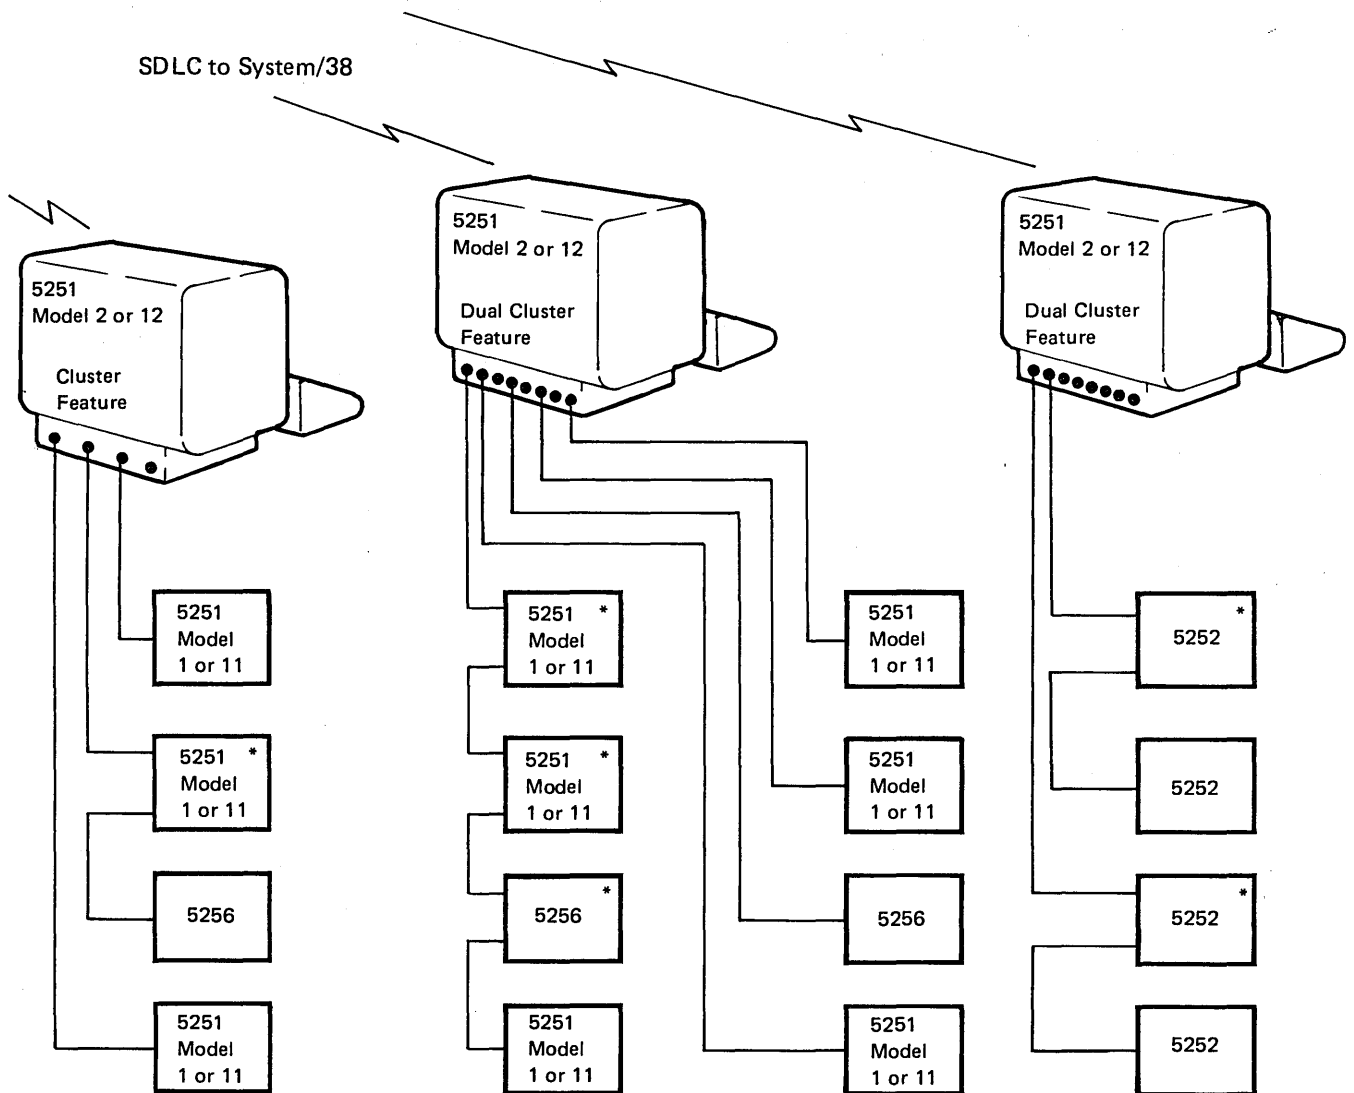 SDLC to System/38
5251
Model 2 or 12
Cluster
Feature
5251
Model 2 or 12
Dual Cluster
Feature
5251
Model 2 or 12
Dual Cluster
Feature
5251
Model
1 or 11
5251 *
Model
1 or 11
5256
5251
Model
1 or 11
5251 *
Model
1 or 11
5251 *
Model
1 or 11
5256 *
5251
Model
1 or 11
5251
Model
1 or 11
5251
Model
1 or 11
5256
5251
Model
1 or 11
5252 *
5252
5252 *
5252